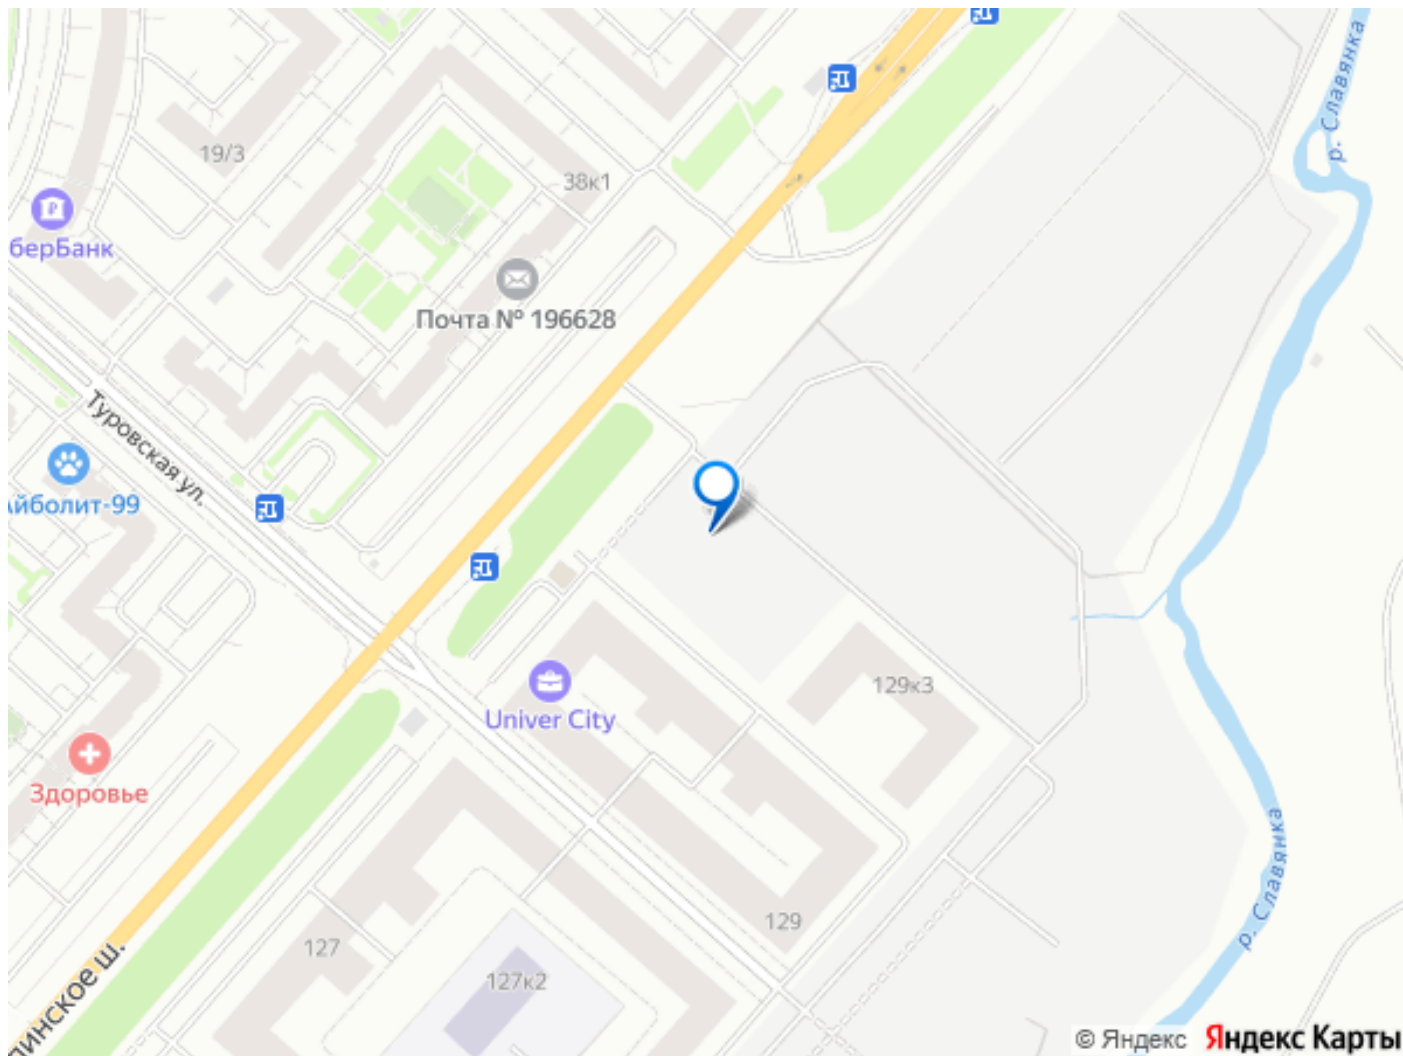 р. Славянка
19/3
38к1
берБанк
Почта № 196628
Туровская ул.
йболит-99
129к3
Univer City
Здоровье
р. Славянка
129
127
127к2
линское ш.
© Яндекс Яндекс Карты